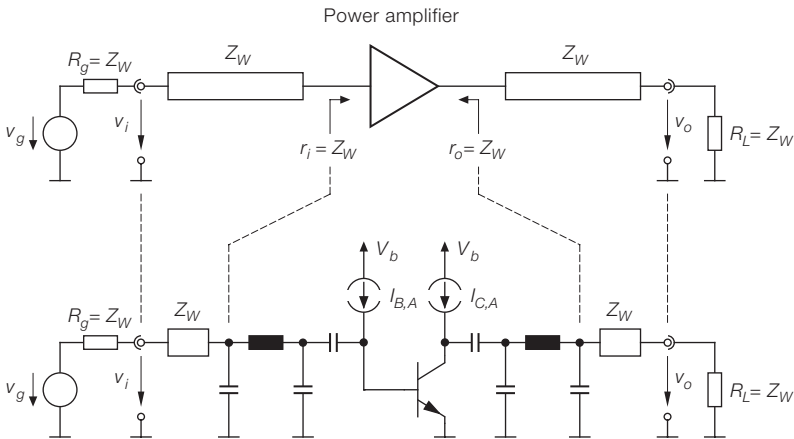 Power amplifier
R_g = Z_W
Z_W
Z_W
v_g
v_i
r_i = Z_W
r_o = Z_W
v_o
R_L = Z_W
V_b
V_b
I_B,A
I_C,A
R_g = Z_W
Z_W
Z_W
v_g
v_i
v_o
R_L = Z_W